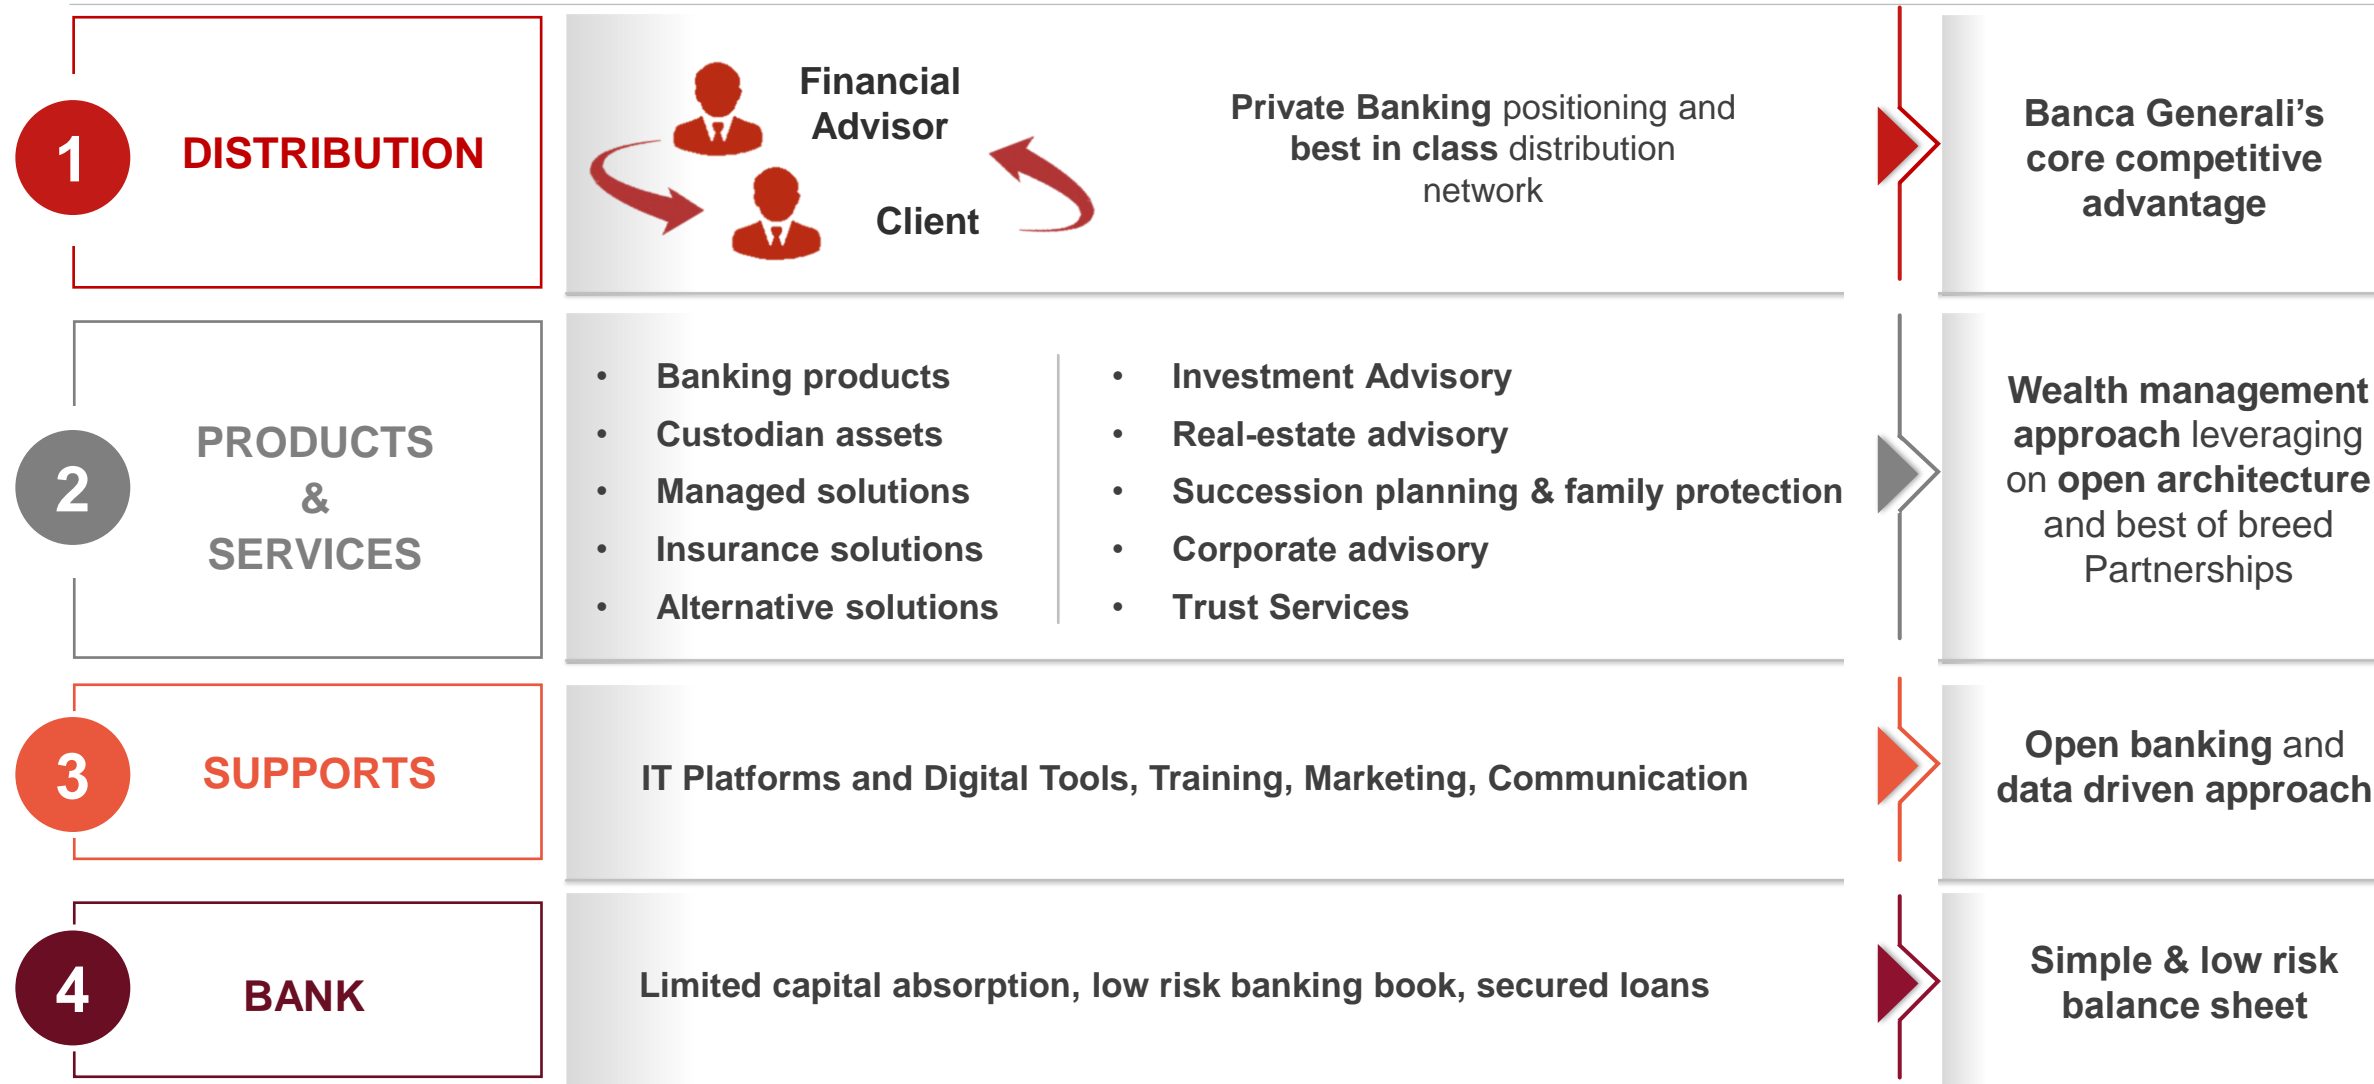 1
DISTRIBUTION
Financial
Advisor
Client
Private Banking positioning and
best in class distribution
network
Banca Generali’s
core competitive
advantage
2
PRODUCTS
&
SERVICES
• Banking products
• Custodian assets
• Managed solutions
• Insurance solutions
• Alternative solutions
• Investment Advisory
• Real-estate advisory
• Succession planning & family protection
• Corporate advisory
• Trust Services
Wealth management
approach leveraging
on open architecture
and best of breed
Partnerships
3
SUPPORTS
IT Platforms and Digital Tools, Training, Marketing, Communication
Open banking and
data driven approach
4
BANK
Limited capital absorption, low risk banking book, secured loans
Simple & low risk
balance sheet